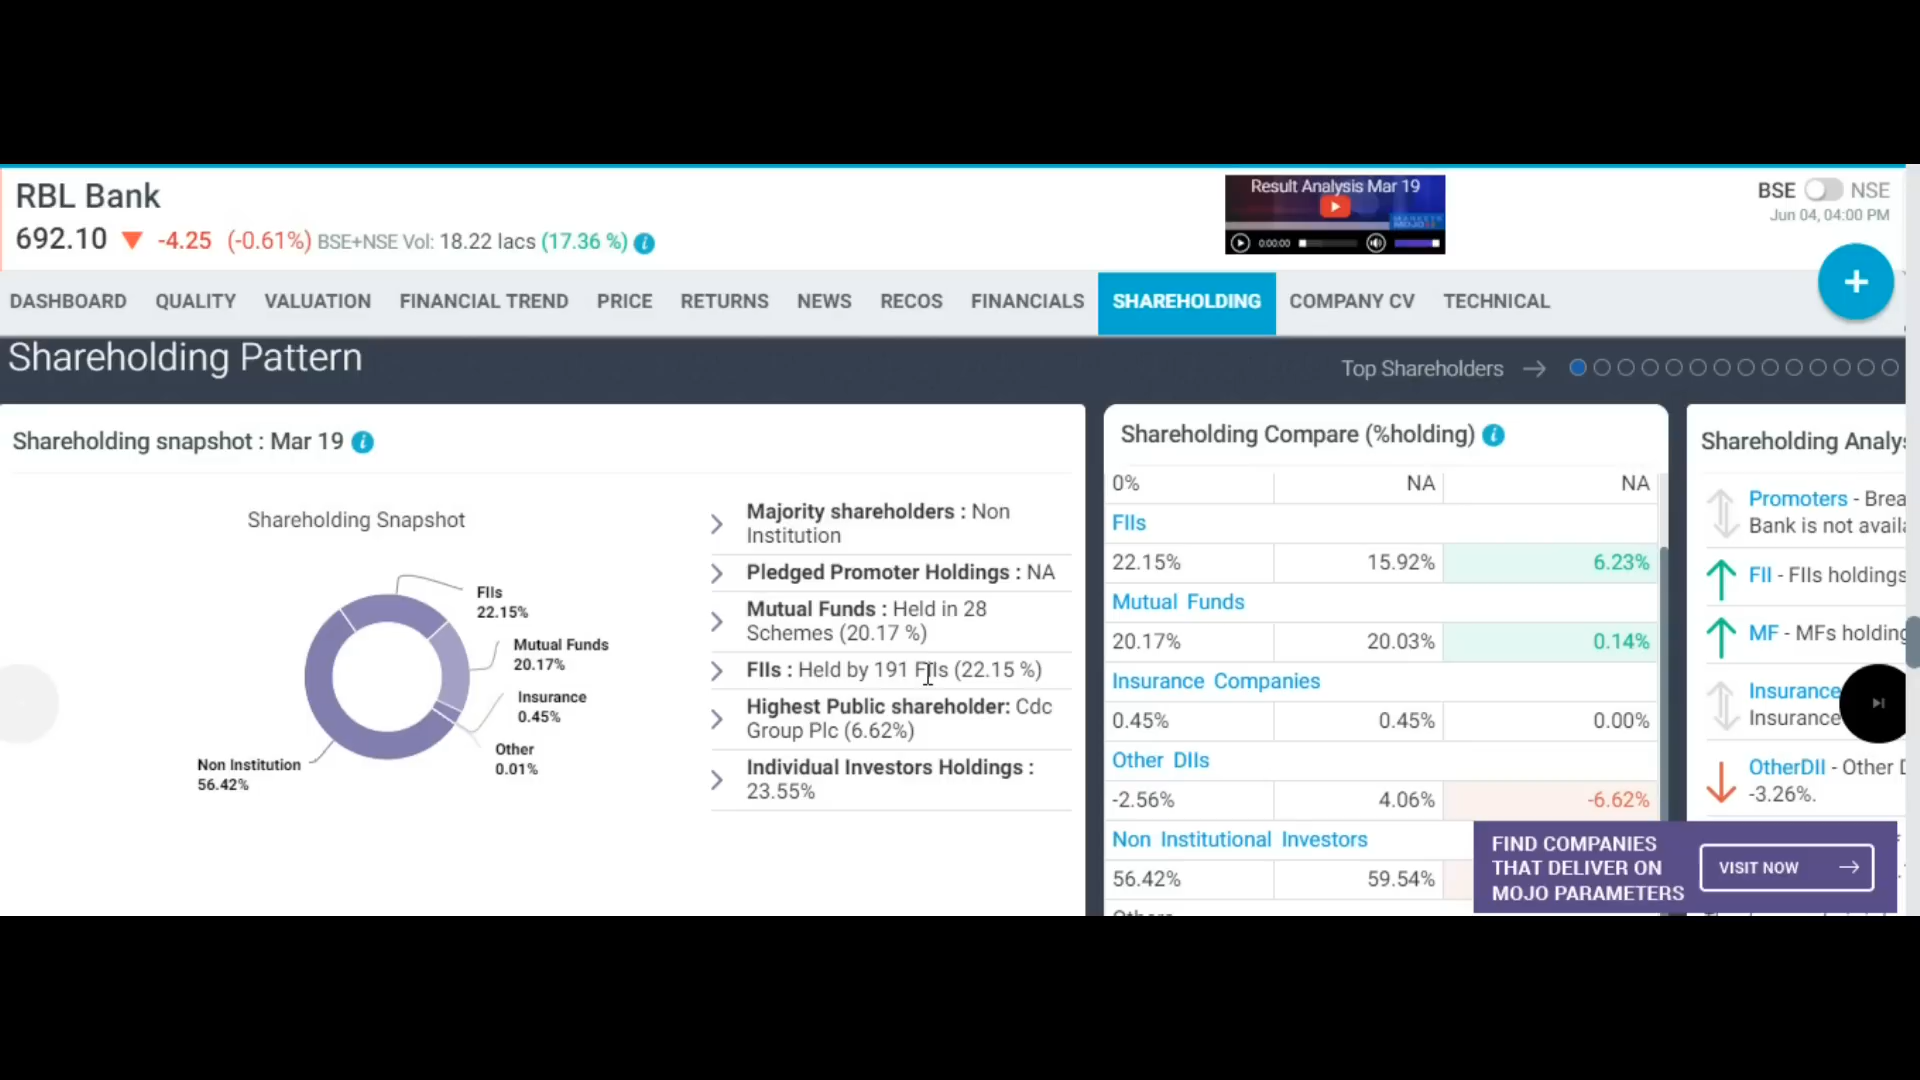 RBL Bank
692.10 ▼ -4.25 (-0.61%) BSE+NSE Vol: 18.22 lacs (17.36 %) i
Result Analysis Mar 19
0:00:00
BSE NSE
Jun 04, 04:00 PM
+
DASHBOARD QUALITY VALUATION FINANCIAL TREND PRICE RETURNS NEWS RECOS FINANCIALS SHAREHOLDING COMPANY CV TECHNICAL
Shareholding Pattern
Top Shareholders →
Shareholding snapshot : Mar 19 i
Shareholding Snapshot
FIIs
22.15%
Mutual Funds
20.17%
Insurance
0.45%
Other
0.01%
Non Institution
56.42%
Majority shareholders : Non
Institution
Pledged Promoter Holdings : NA
Mutual Funds : Held in 28
Schemes (20.17 %)
FIIs : Held by 191 FIIs (22.15 %)
Highest Public shareholder: Cdc
Group Plc (6.62%)
Individual Investors Holdings :
23.55%
Shareholding Compare (%holding) i
0% NA NA
FIIs
22.15% 15.92% 6.23%
Mutual Funds
20.17% 20.03% 0.14%
Insurance Companies
0.45% 0.45% 0.00%
Other DIIs
-2.56% 4.06% -6.62%
Non Institutional Investors
56.42% 59.54%
Shareholding Analy
Promoters - Brea
Bank is not avail
FII - FIIs holdings
MF - MFs holding
Insurance
Insurance
OtherDII - Other
-3.26%.
FIND COMPANIES
THAT DELIVER ON
MOJO PARAMETERS
VISIT NOW →